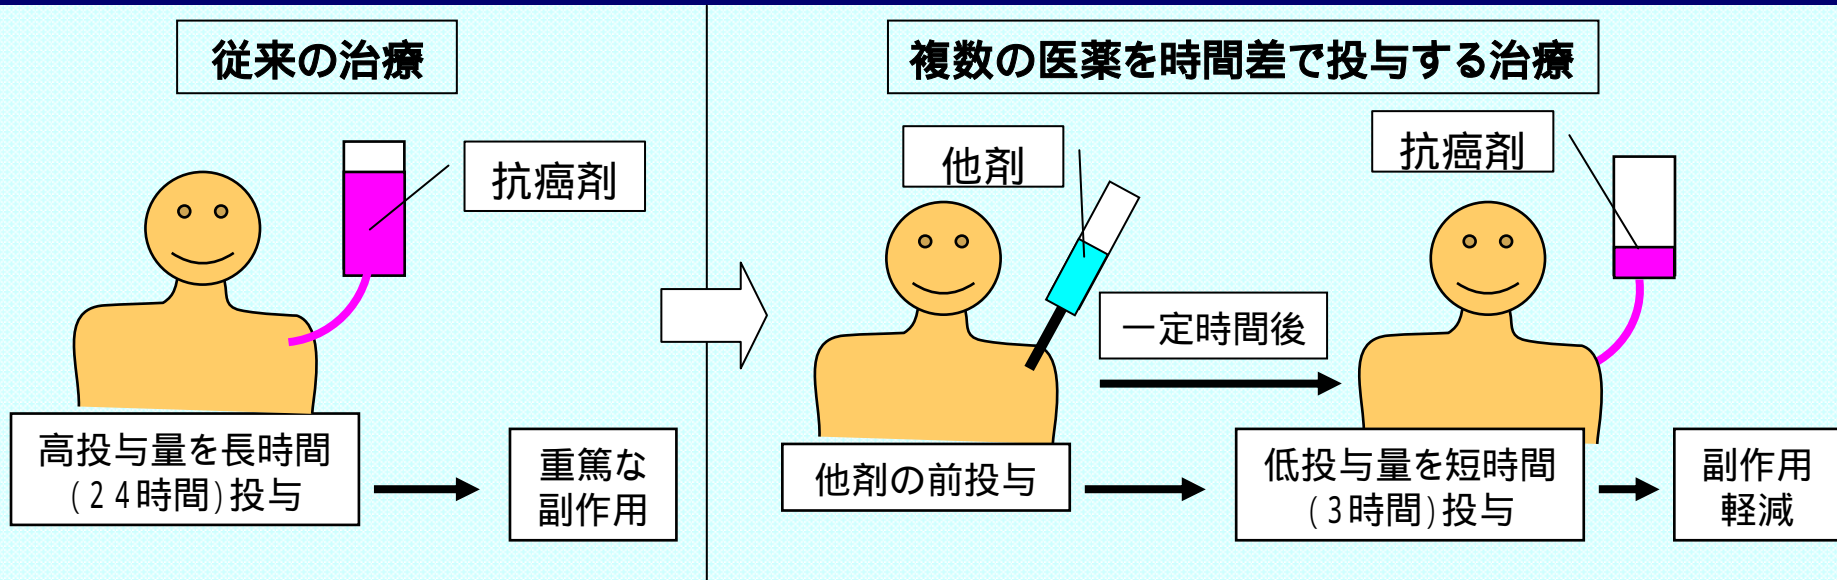 従来の治療
抗癌剤
高投与量を長時間
(24時間)投与
重篤な
副作用
複数の医薬を時間差で投与する治療
他剤
一定時間後
抗癌剤
他剤の前投与
低投与量を短時間
(3時間)投与
副作用
軽減